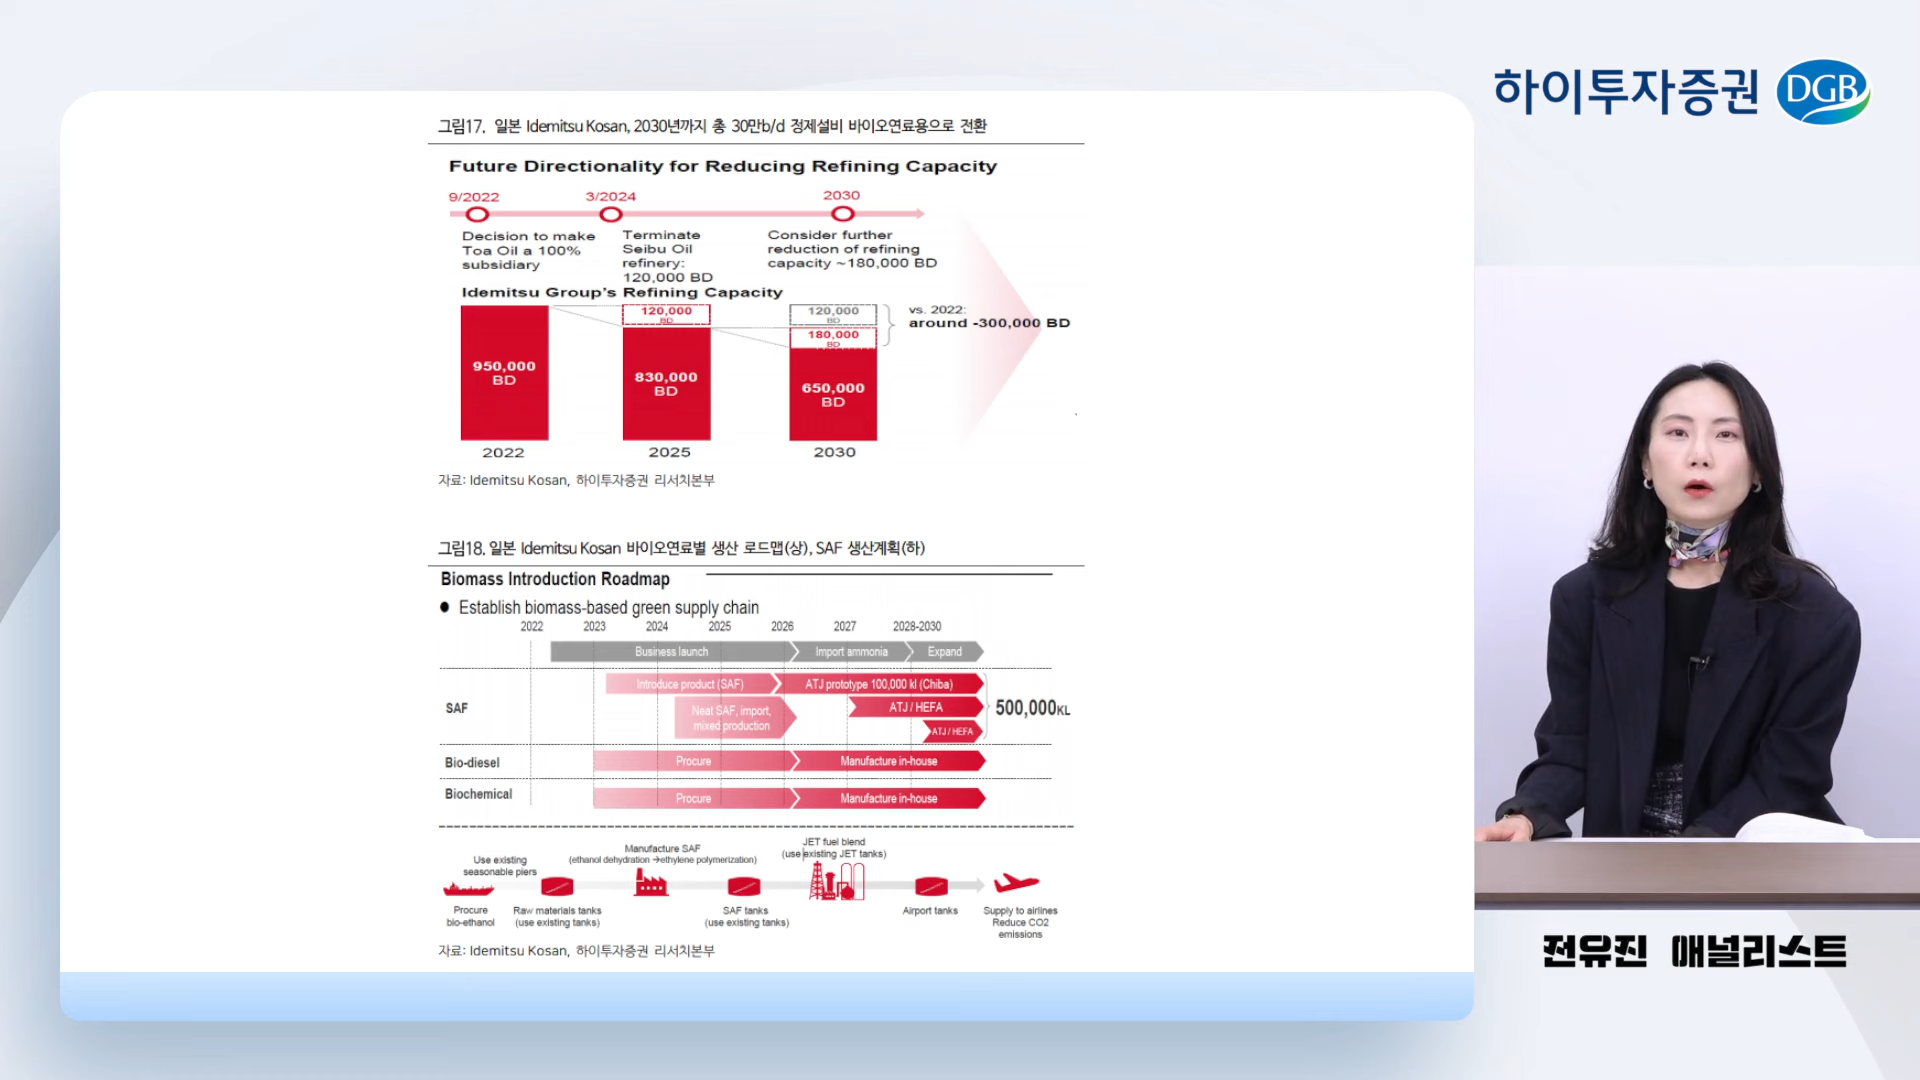 하이투자증권 DGB
그림17. 일본 Idemitsu Kosan, 2030년까지 총 30만b/d 정제설비 바이오연료용으로 전환
Future Directionality for Reducing Refining Capacity
9/2022 3/2024 2030
Decision to make
Toa Oil a 100%
subsidiary
Terminate
Seibu Oil
refinery:
120,000 BD
Consider further
reduction of refining
capacity ~180,000 BD
Idemitsu Group's Refining Capacity
950,000
BD
120,000
BD
830,000
BD
120,000
BD
180,000
BD
650,000
BD
vs. 2022:
around -300,000 BD
2022 2025 2030
자료: Idemitsu Kosan, 하이투자증권 리서치본부
그림18. 일본 Idemitsu Kosan 바이오연료별 생산 로드맵(상), SAF 생산계획(하)
Biomass Introduction Roadmap
● Establish biomass-based green supply chain
2022 2023 2024 2025 2026 2027 2028-2030
Business launch Import ammonia Expand
SAF
Introduce product (SAF) ATJ prototype 100,000 kl (Chiba)
Neat SAF, import,
mixed production
ATJ / HEFA
ATJ / HEFA
500,000KL
Bio-diesel Procure Manufacture in-house
Biochemical Procure Manufacture in-house
Use existing
seasonable piers
Manufacture SAF
(ethanol dehydration →ethylene polymerization)
JET fuel blend
(use existing JET tanks)
Procure
bio-ethanol
Raw materials tanks
(use existing tanks)
SAF tanks
(use existing tanks)
Airport tanks
Supply to airlines
Reduce CO2
emissions
자료: Idemitsu Kosan, 하이투자증권 리서치본부
전유진 애널리스트